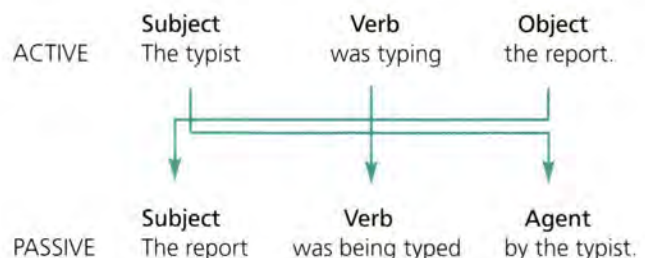 Subject Verb Object
ACTIVE The typist was typing the report.
Subject Verb Agent
PASSIVE The report was being typed by the typist.